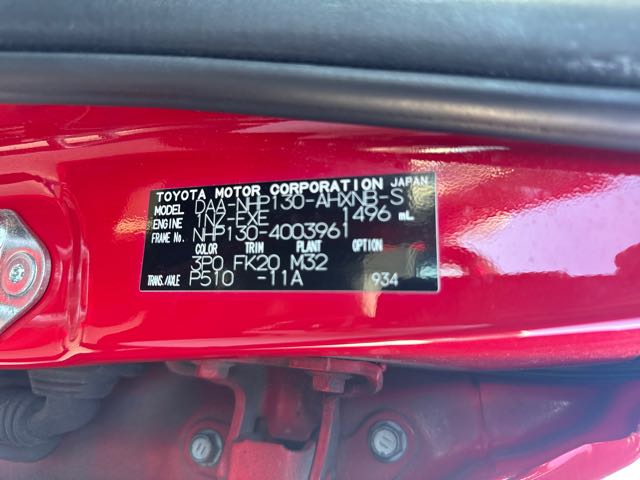 TOYOTA MOTOR CORPORATION JAPAN
MODEL DAA-NHP130-AHXNB-S
ENGINE 1NZ-FXE 1496 mL
FRAME No. NHP130-4003961
COLOR TRIM PLANT OPTION
3P0 FK20 M32
TRANS./AXLE P510 -11A 934